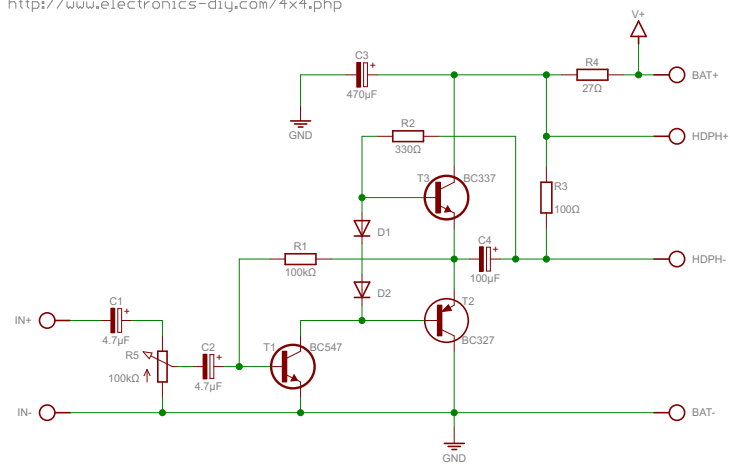 http://www.electronics-diy.com/4x4.php
V+
C3
R4
BAT+
470µF
27Ω
GND
R2
HDPH+
330Ω
T3
BC337
R3
100Ω
D1
R1
C4
HDPH-
100kΩ
100µF
D2
C1
T2
IN+
4.7µF
C2
T1
BC547
BC327
R5
100kΩ
4.7µF
IN-
BAT-
GND